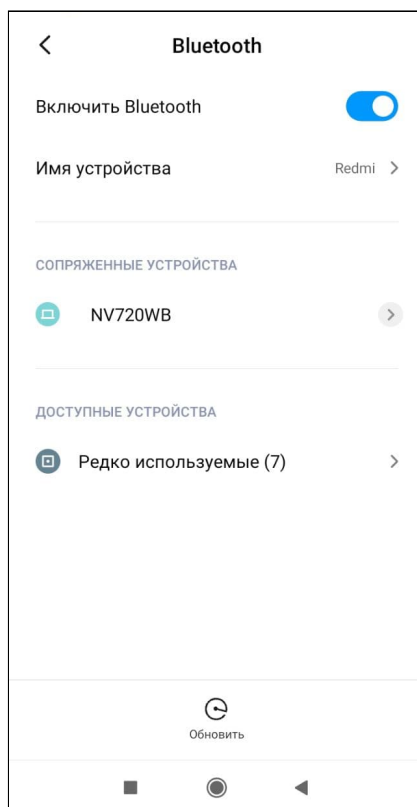 Bluetooth
Включить Bluetooth
Имя устройства Redmi
СОПРЯЖЕННЫЕ УСТРОЙСТВА
NV720WB
ДОСТУПНЫЕ УСТРОЙСТВА
Редко используемые (7)
Обновить